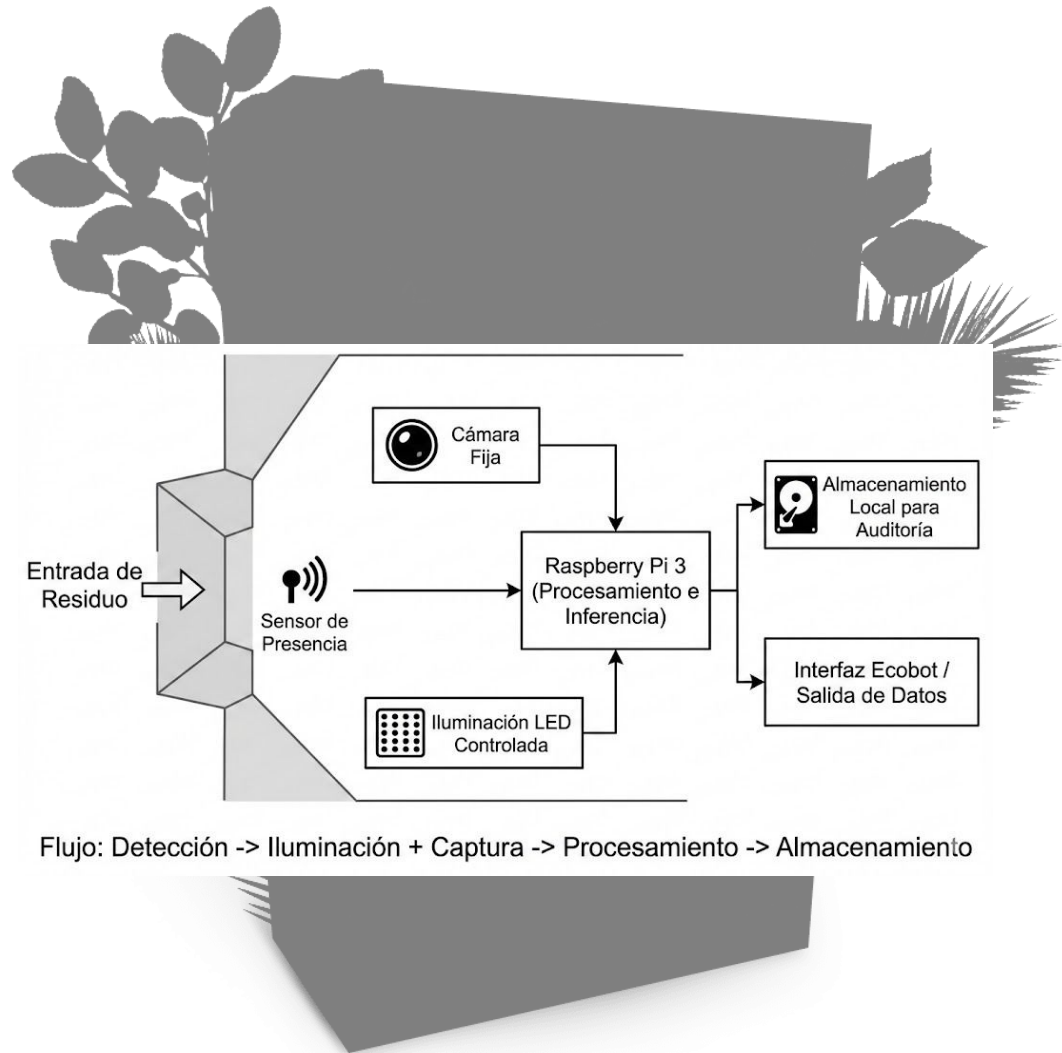 Cámara
Fija
Almacenamiento
Local para
Auditoría
Entrada de
Residuo
Sensor de
Presencia
Raspberry Pi 3
(Procesamiento e
Inferencia)
Interfaz Ecobot /
Salida de Datos
Iluminación LED
Controlada
Flujo: Detección -> Iluminación + Captura -> Procesamiento -> Almacenamiento